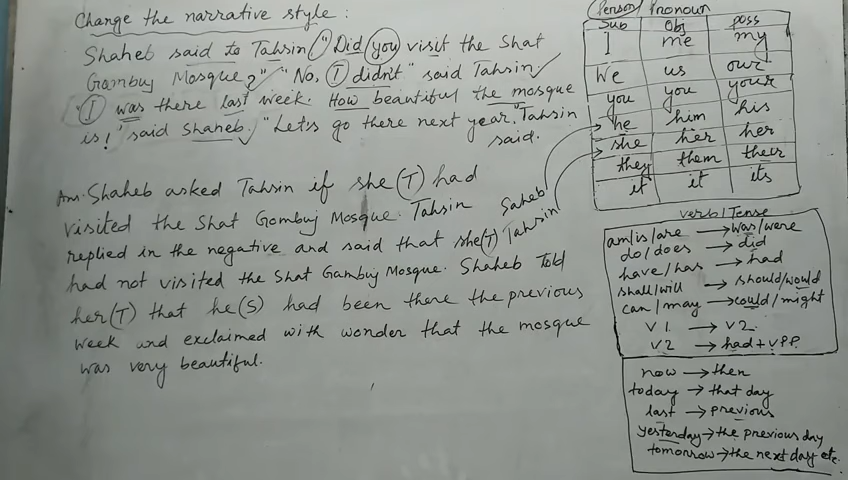 Change the narrative style:
Shaheb said to Tahsin, "Did you visit the Shat
Gambuj Mosque?" "No, I didn't" said Tahsin.
"I was there last week. How beautiful the mosque
is!" said Shaheb. "Let's go there next year," Tahsin
said.
Ans. Shaheb asked Tahsin if she (T) had
visited the Shat Gombuj Mosque. Tahsin
replied in the negative and said that she (T)
had not visited the Shat Gambuj Mosque. Shaheb Told
her (T) that he (S) had been there the previous
week and exclaimed with wonder that the mosque
was very beautiful.
Saheb
Tahsin
Person/Pronoun
Sub obj poss
I me my
We us our
you you your
he him his
she her her
they them their
it it its
verb/Tense
am/is/are → was/were
do/does → did
have/has → had
shall/will → should/would
can/may → could/might
V1 → V2
V2 → had + VPP
now → then
today → that day
last → previous
yesterday → the previous day
tomorrow → the next day etc.